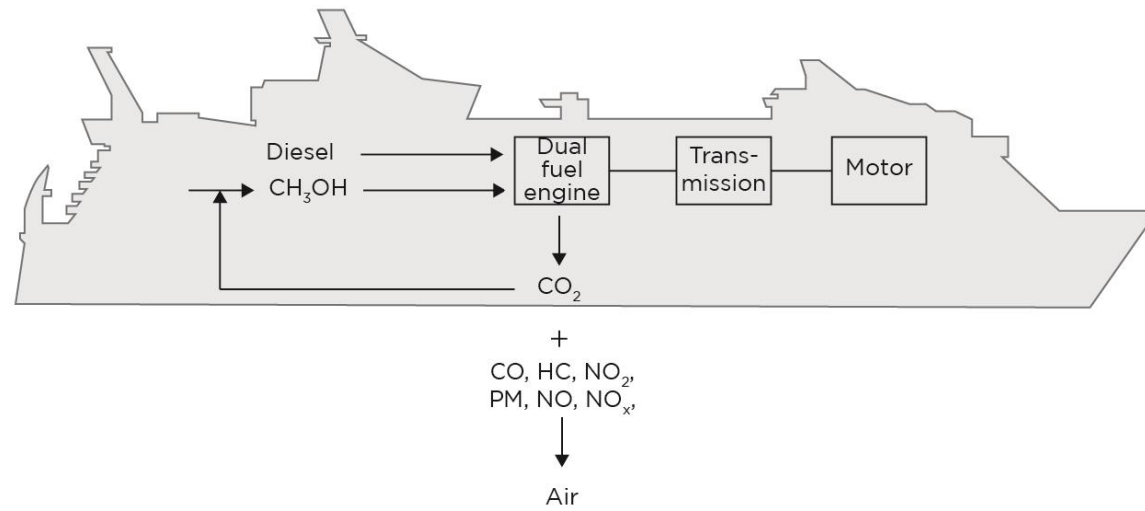 Diesel
CH₃OH
Dual
fuel
engine
Trans-
mission
Motor
CO₂
+
CO, HC, NO₂,
PM, NO, NOₓ,
Air